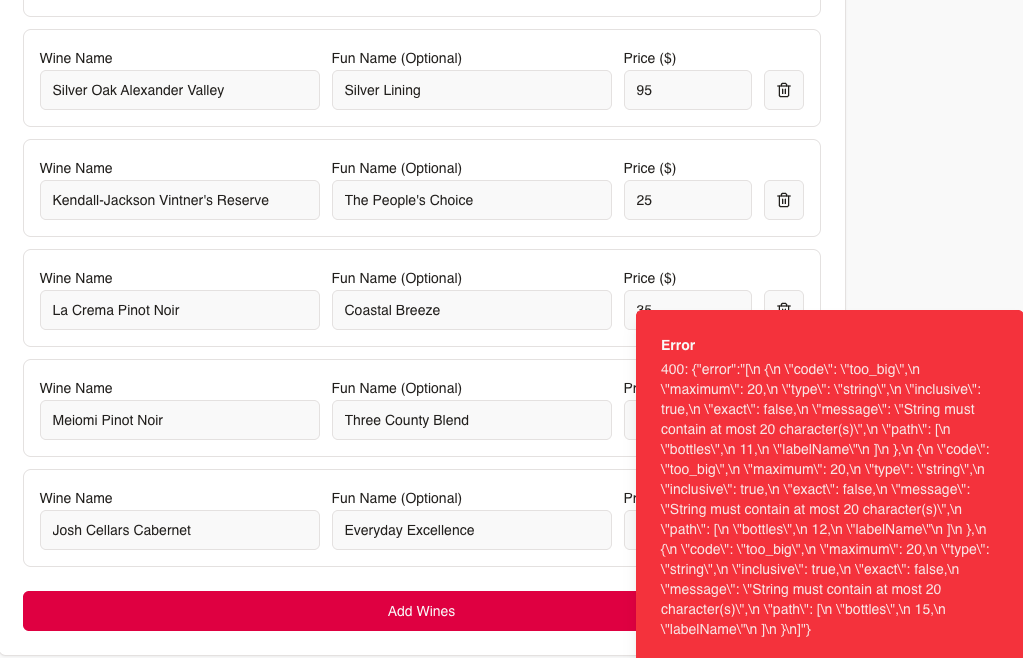 Wine Name Fun Name (Optional) Price ($)
Silver Oak Alexander Valley Silver Lining 95
Wine Name Fun Name (Optional) Price ($)
Kendall-Jackson Vintner's Reserve The People's Choice 25
Wine Name Fun Name (Optional) Price ($)
La Crema Pinot Noir Coastal Breeze 35
Wine Name Fun Name (Optional) Pr
Meiomi Pinot Noir Three County Blend
Wine Name Fun Name (Optional) Pr
Josh Cellars Cabernet Everyday Excellence
Add Wines
Error
400: {"error":"[\n {\n \"code\": \"too_big\",\n
\"maximum\": 20,\n \"type\": \"string\",\n \"inclusive\":
true,\n \"exact\": false,\n \"message\": \"String must
contain at most 20 character(s)\",\n \"path\": [\n
\"bottles\",\n 11,\n \"labelName\"\n ]\n },\n {\n \"code\":
\"too_big\",\n \"maximum\": 20,\n \"type\": \"string\",\n
\"inclusive\": true,\n \"exact\": false,\n \"message\":
\"String must contain at most 20 character(s)\",\n
\"path\": [\n \"bottles\",\n 12,\n \"labelName\"\n ]\n },\n
{\n \"code\": \"too_big\",\n \"maximum\": 20,\n \"type\":
\"string\",\n \"inclusive\": true,\n \"exact\": false,\n
\"message\": \"String must contain at most 20
character(s)\",\n \"path\": [\n \"bottles\",\n 15,\n
\"labelName\"\n ]\n }\n]"}